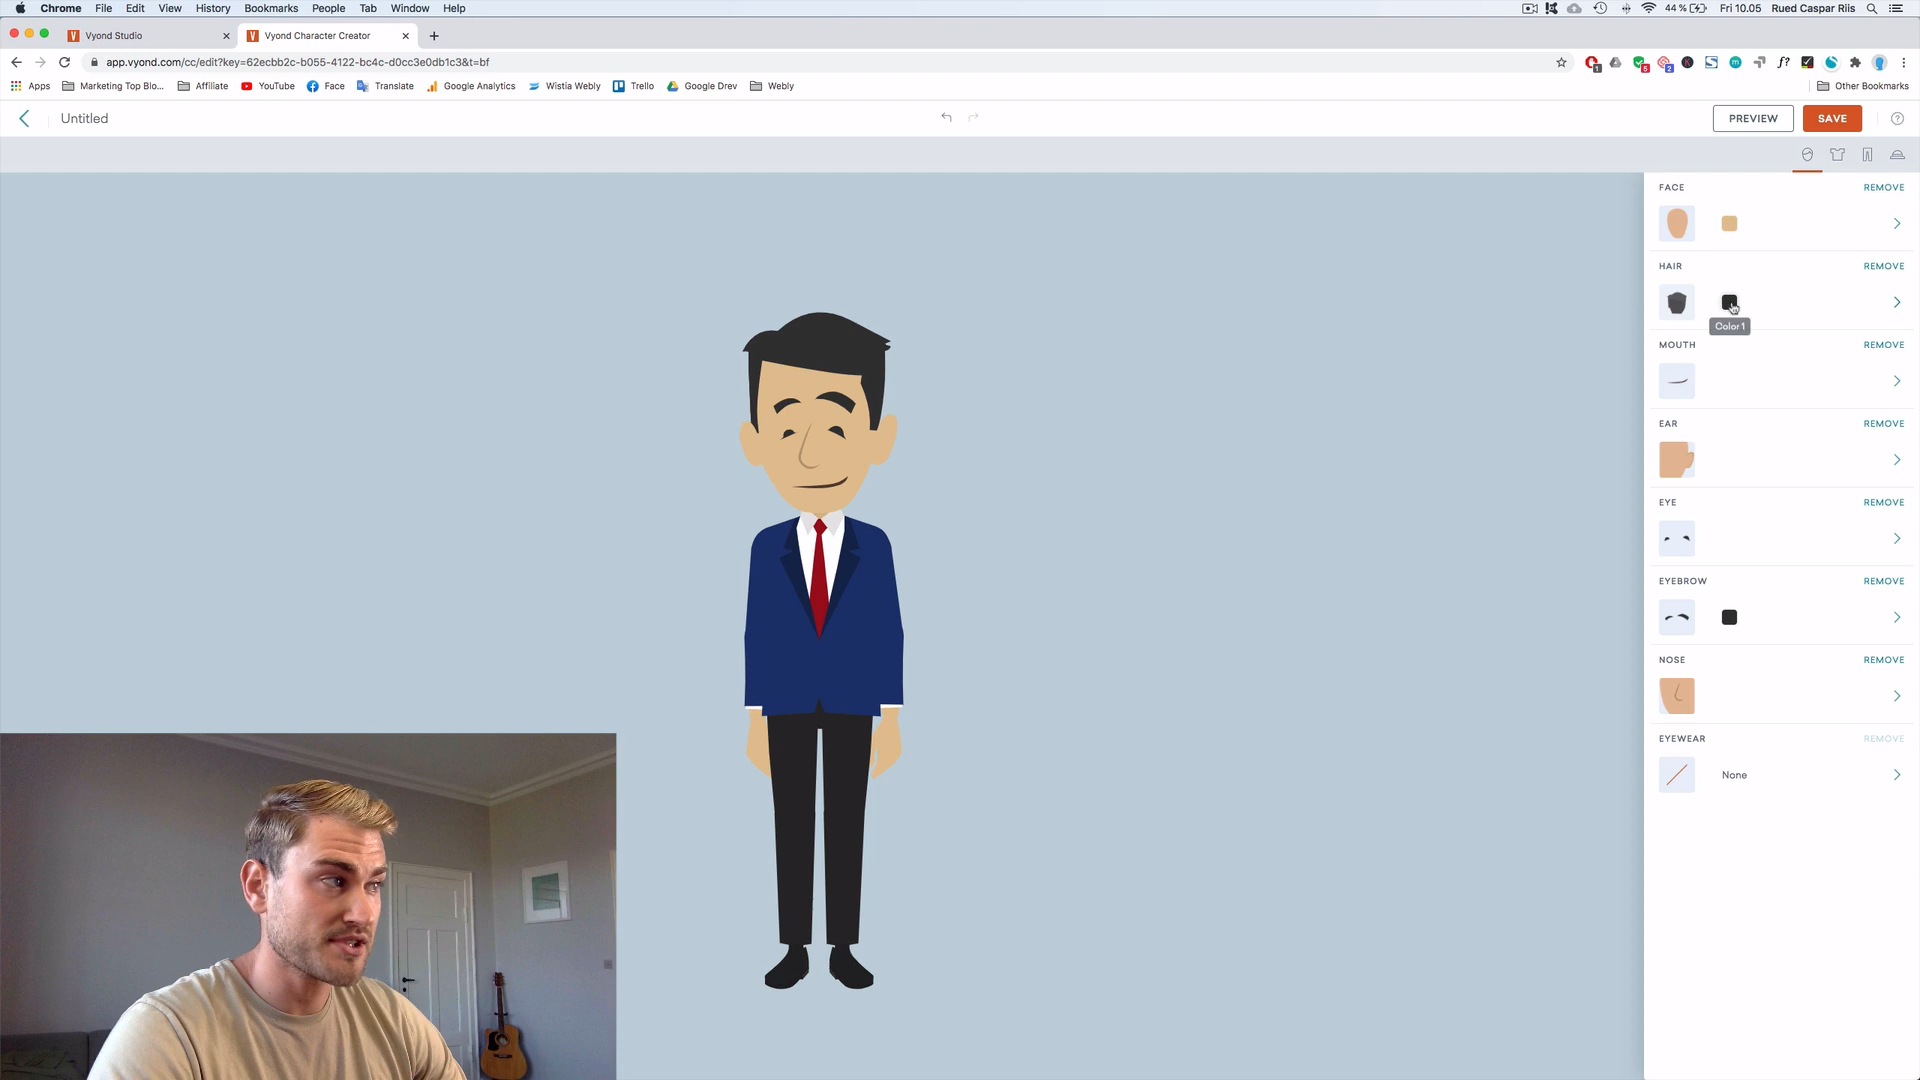 Chrome File Edit View History Bookmarks People Tab Window Help 44 % Fri 10.05 Rued Caspar Riis
Vyond Studio Vyond Character Creator
app.vyond.com/cc/edit?key=62ecbb2c-b055-4122-bc4c-d0cc3e0db1c3&t=bf
Apps Marketing Top Blo... Affiliate YouTube Face Translate Google Analytics Wistia Webly Trello Google Drev Webly Other Bookmarks
Untitled PREVIEW SAVE
FACE REMOVE
HAIR REMOVE
Color 1
MOUTH REMOVE
EAR REMOVE
EYE REMOVE
EYEBROW REMOVE
NOSE REMOVE
EYEWEAR REMOVE
None